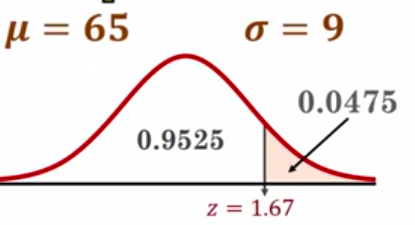 μ = 65
σ = 9
0.0475
0.9525
z = 1.67